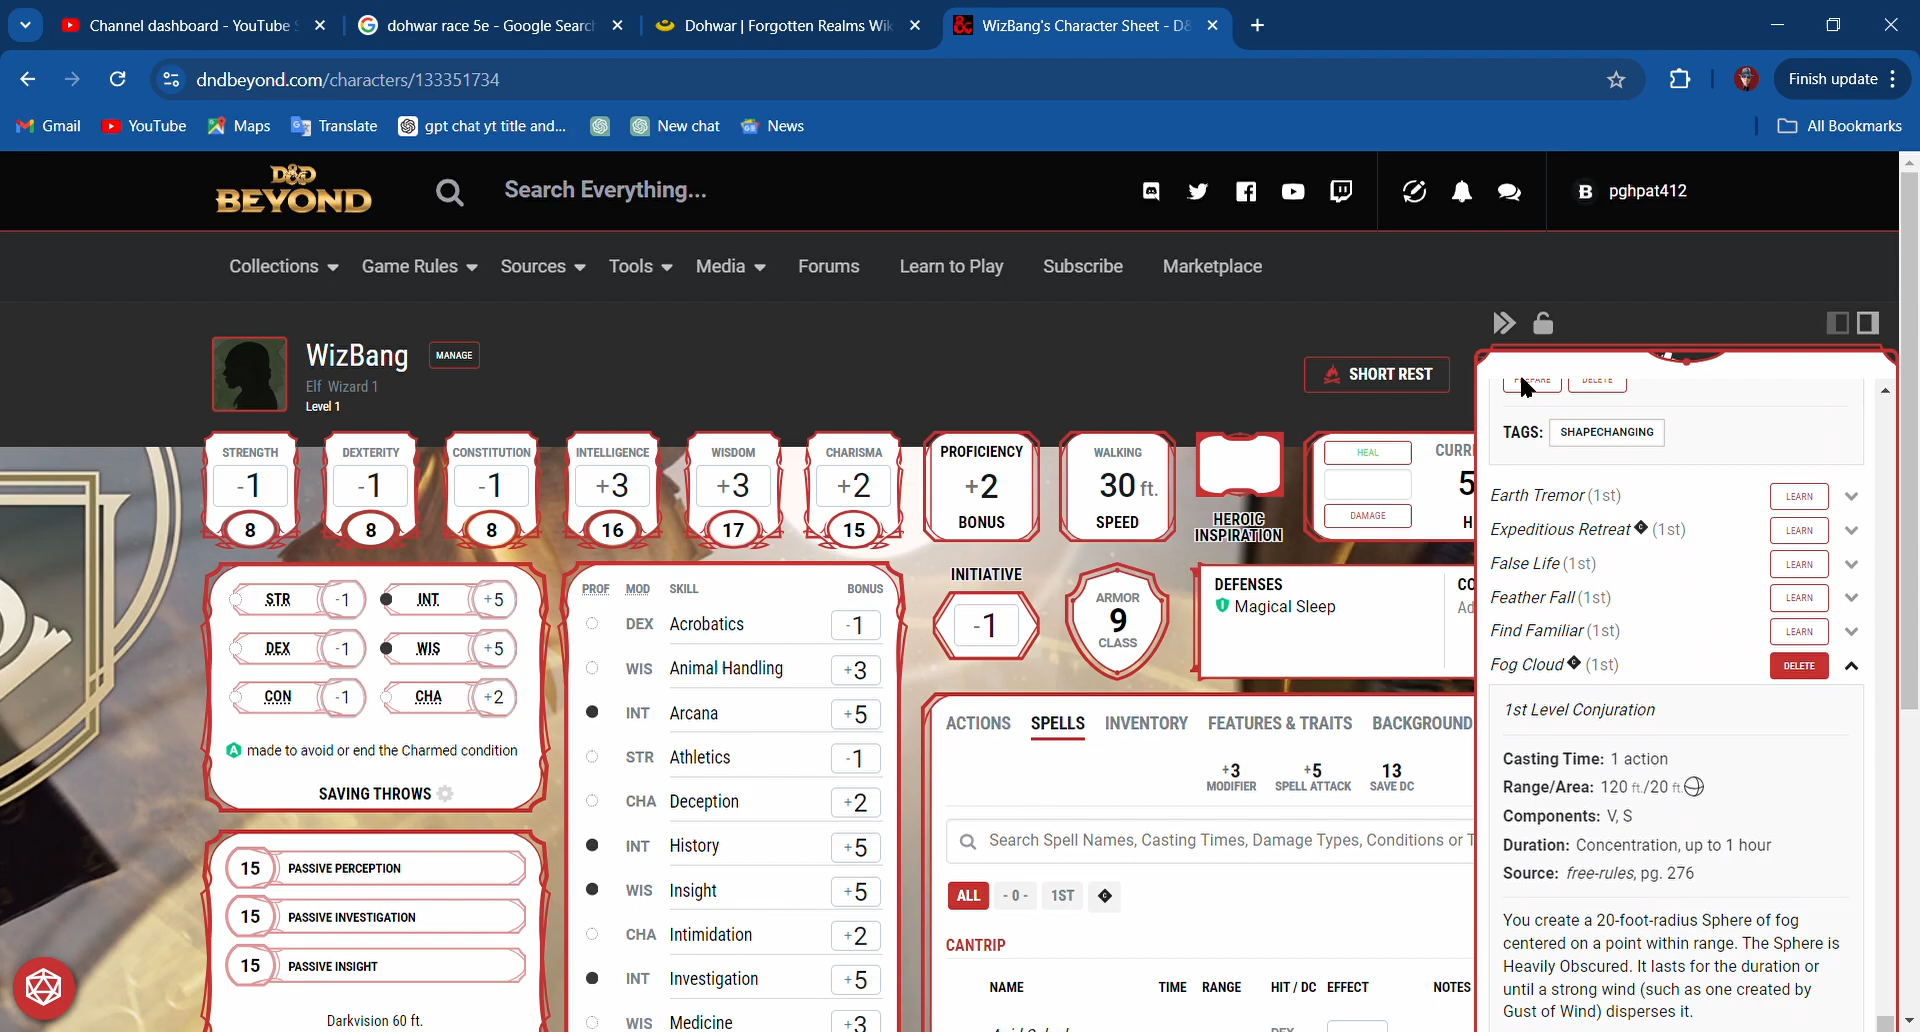 Channel dashboard - YouTube S
dohwar race 5e - Google Search
Dohwar | Forgotten Realms Wik
WizBang's Character Sheet - D&
dndbeyond.com/characters/133351734
Finish update
Gmail
YouTube
Maps
Translate
gpt chat yt title and...
New chat
News
All Bookmarks
D&D
BEYOND
Search Everything...
B pghpat412
Collections
Game Rules
Sources
Tools
Media
Forums
Learn to Play
Subscribe
Marketplace
WizBang
MANAGE
Elf Wizard 1
Level 1
SHORT REST
STRENGTH
-1
8
DEXTERITY
-1
8
CONSTITUTION
-1
8
INTELLIGENCE
+3
16
WISDOM
+3
17
CHARISMA
+2
15
PROFICIENCY
+2
BONUS
WALKING
30 ft.
SPEED
HEROIC
INSPIRATION
HEAL
DAMAGE
CURR
5
H
STR -1
INT +5
DEX -1
WIS +5
CON -1
CHA +2
A made to avoid or end the Charmed condition
SAVING THROWS
15 PASSIVE PERCEPTION
15 PASSIVE INVESTIGATION
15 PASSIVE INSIGHT
Darkvision 60 ft.
PROF MOD SKILL BONUS
DEX Acrobatics -1
WIS Animal Handling +3
INT Arcana +5
STR Athletics -1
CHA Deception +2
INT History +5
WIS Insight +5
CHA Intimidation +2
INT Investigation +5
WIS Medicine +3
INITIATIVE
-1
ARMOR
9
CLASS
DEFENSES
Magical Sleep
CO
Ad
ACTIONS
SPELLS
INVENTORY
FEATURES & TRAITS
BACKGROUND
+3
MODIFIER
+5
SPELL ATTACK
13
SAVE DC
Search Spell Names, Casting Times, Damage Types, Conditions or T
ALL
- 0 -
1ST
CANTRIP
NAME TIME RANGE HIT / DC EFFECT NOTES
DEX
PREPARE
DELETE
TAGS: SHAPECHANGING
Earth Tremor (1st) LEARN
Expeditious Retreat (1st) LEARN
False Life (1st) LEARN
Feather Fall (1st) LEARN
Find Familiar (1st) LEARN
Fog Cloud (1st) DELETE
1st Level Conjuration
Casting Time: 1 action
Range/Area: 120 ft./20 ft.
Components: V, S
Duration: Concentration, up to 1 hour
Source: free-rules, pg. 276
You create a 20-foot-radius Sphere of fog
centered on a point within range. The Sphere is
Heavily Obscured. It lasts for the duration or
until a strong wind (such as one created by
Gust of Wind) disperses it.